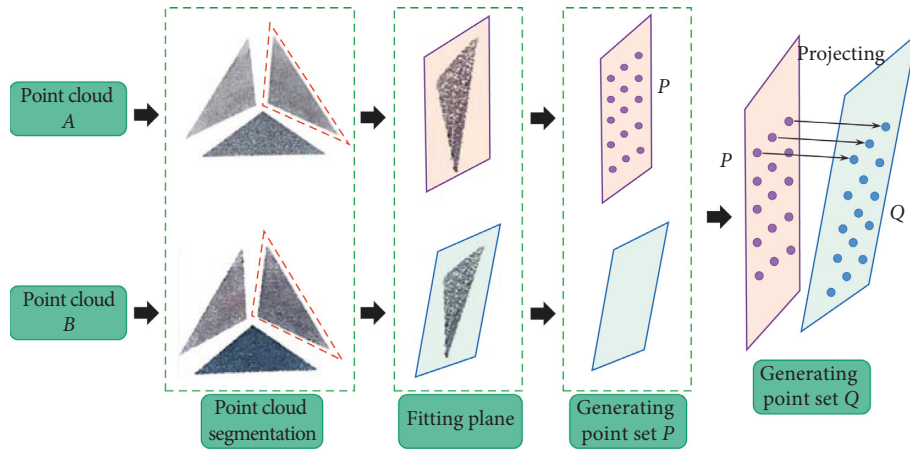 Point cloud
A
Point cloud
B
Point cloud
segmentation
Fitting plane
P
Generating
point set P
Projecting
P
Q
Generating
point set Q